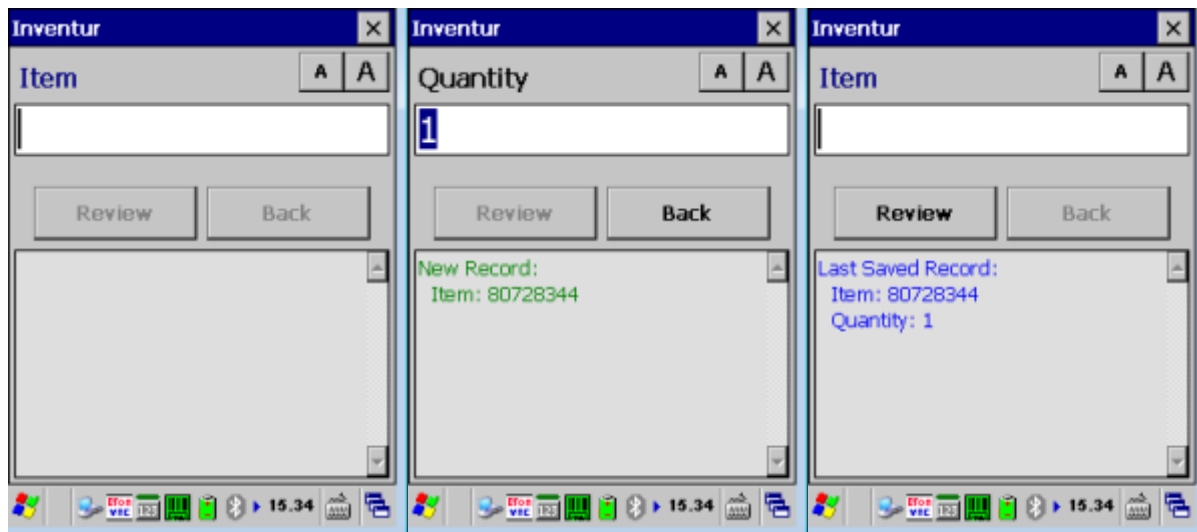 Inventur
Item
A A
Review Back
15.34
Inventur
Quantity
A A
1
Review Back
New Record:
Item: 80728344
15.34
Inventur
Item
A A
Review Back
Last Saved Record:
Item: 80728344
Quantity: 1
15.34